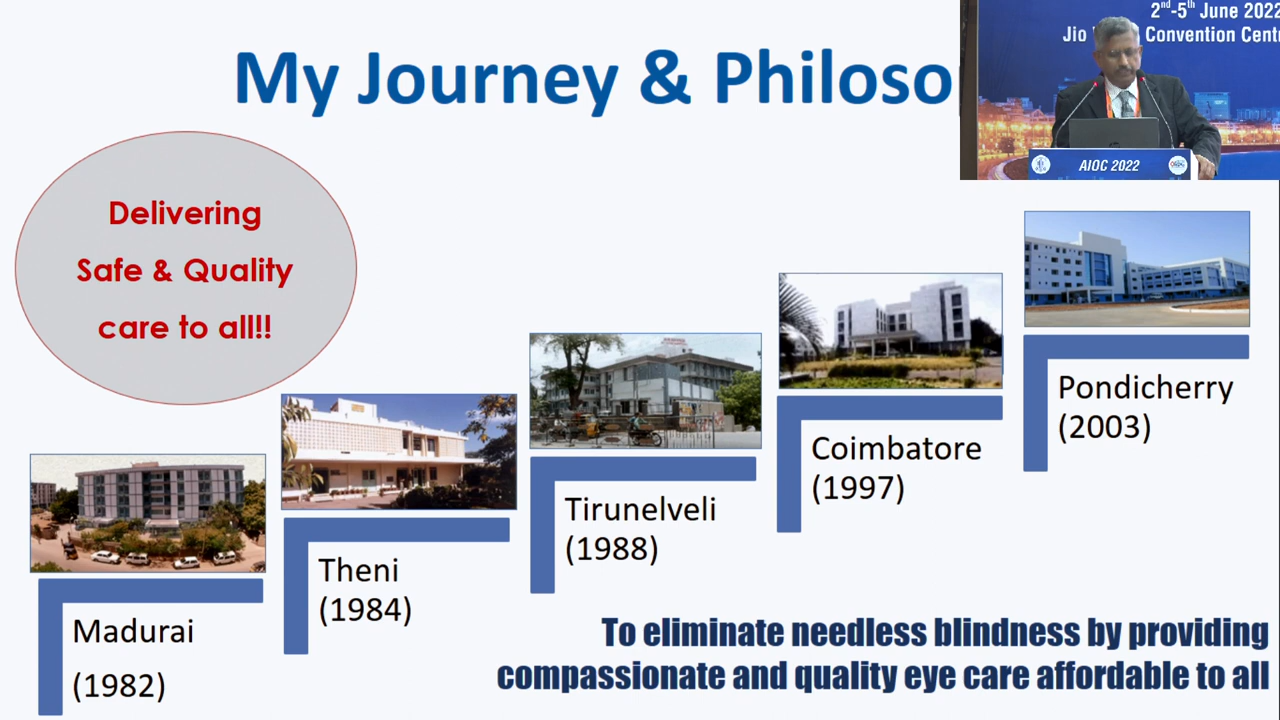 My Journey & Philoso
2nd-5th June 2022
Jio Convention Cent
AIOC 2022
Delivering
Safe & Quality
care to all!!
Madurai
(1982)
Theni
(1984)
Tirunelveli
(1988)
Coimbatore
(1997)
Pondicherry
(2003)
To eliminate needless blindness by providing
compassionate and quality eye care affordable to all